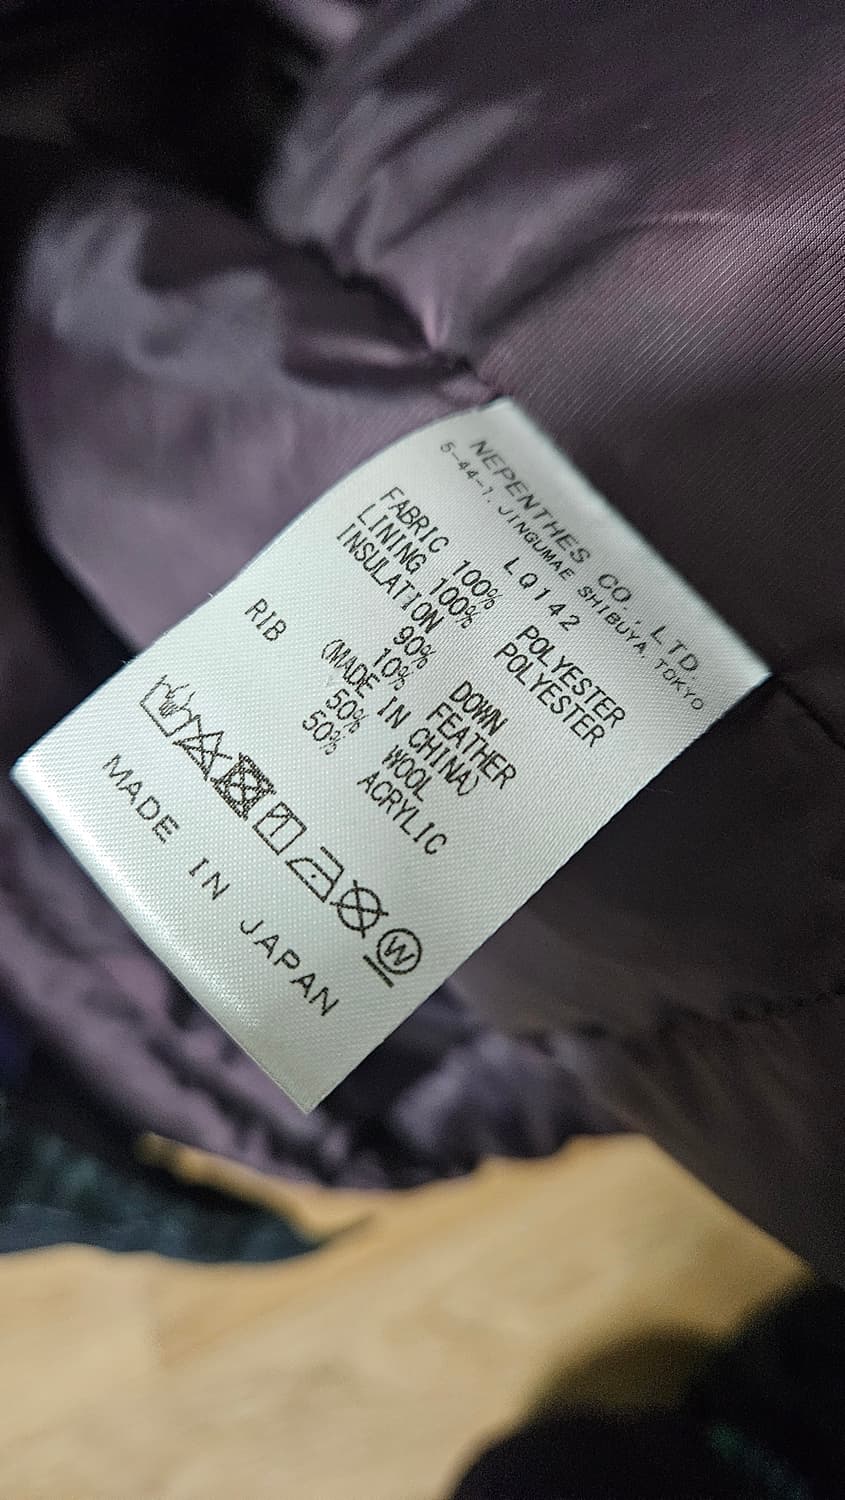 NEPENTHES CO., LTD.
5-44-1, JINGUMAE SHIBUYA, TOKYO
LQ142
FABRIC 100% POLYESTER
LINING 100% POLYESTER
INSULATION
90% DOWN
10% FEATHER
(MADE IN CHINA)
RIB 50% WOOL
50% ACRYLIC
W
MADE IN JAPAN